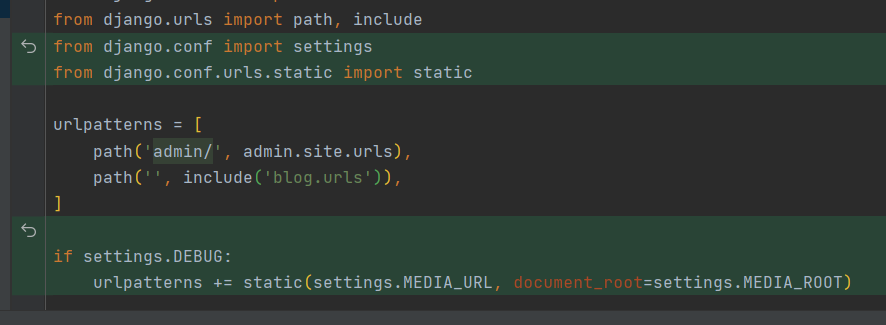 from django.urls import path, include
from django.conf import settings
from django.conf.urls.static import static
urlpatterns = [
    path('admin/', admin.site.urls),
    path('', include('blog.urls')),
]
if settings.DEBUG:
    urlpatterns += static(settings.MEDIA_URL, document_root=settings.MEDIA_ROOT)